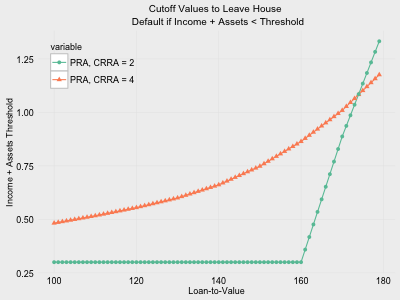 Cutoff Values to Leave House
Default if Income + Assets < Threshold
variable
PRA, CRRA = 2
PRA, CRRA = 4
Income + Assets Threshold
1.25
1.00
0.75
0.50
0.25
100
120
140
160
180
Loan-to-Value